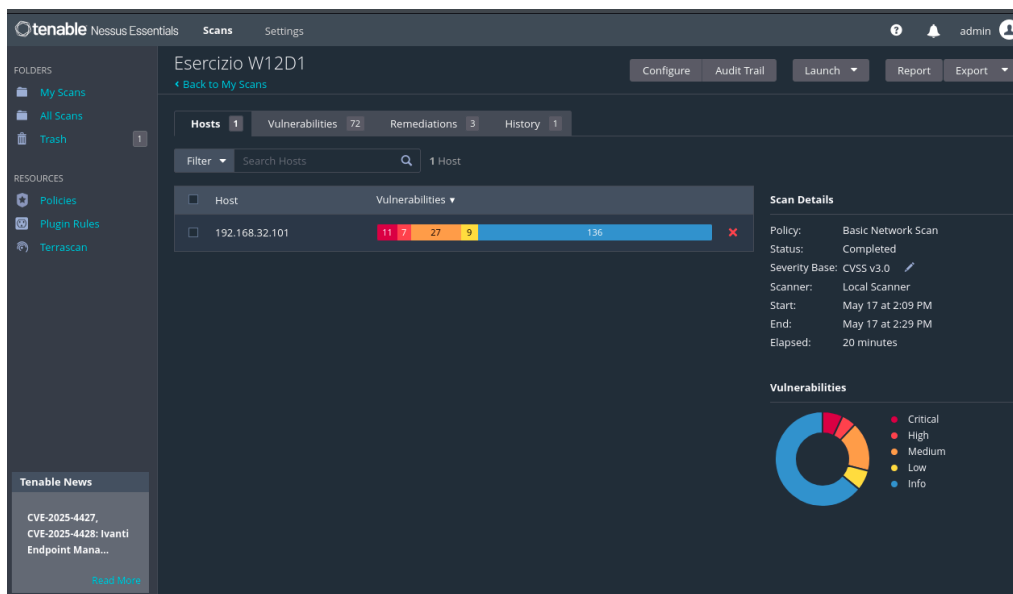 tenable Nessus Essentials Scans Settings admin
FOLDERS
My Scans
All Scans
Trash 1
RESOURCES
Policies
Plugin Rules
Terrascan
Tenable News
CVE-2025-4427,
CVE-2025-4428: Ivanti
Endpoint Mana...
Read More
Esercizio W12D1
Back to My Scans
Configure Audit Trail Launch Report Export
Hosts 1 Vulnerabilities 72 Remediations 3 History 1
Filter Search Hosts 1 Host
Host Vulnerabilities
192.168.32.101 11 7 27 9 136
Scan Details
Policy: Basic Network Scan
Status: Completed
Severity Base: CVSS v3.0
Scanner: Local Scanner
Start: May 17 at 2:09 PM
End: May 17 at 2:29 PM
Elapsed: 20 minutes
Vulnerabilities
Critical
High
Medium
Low
Info